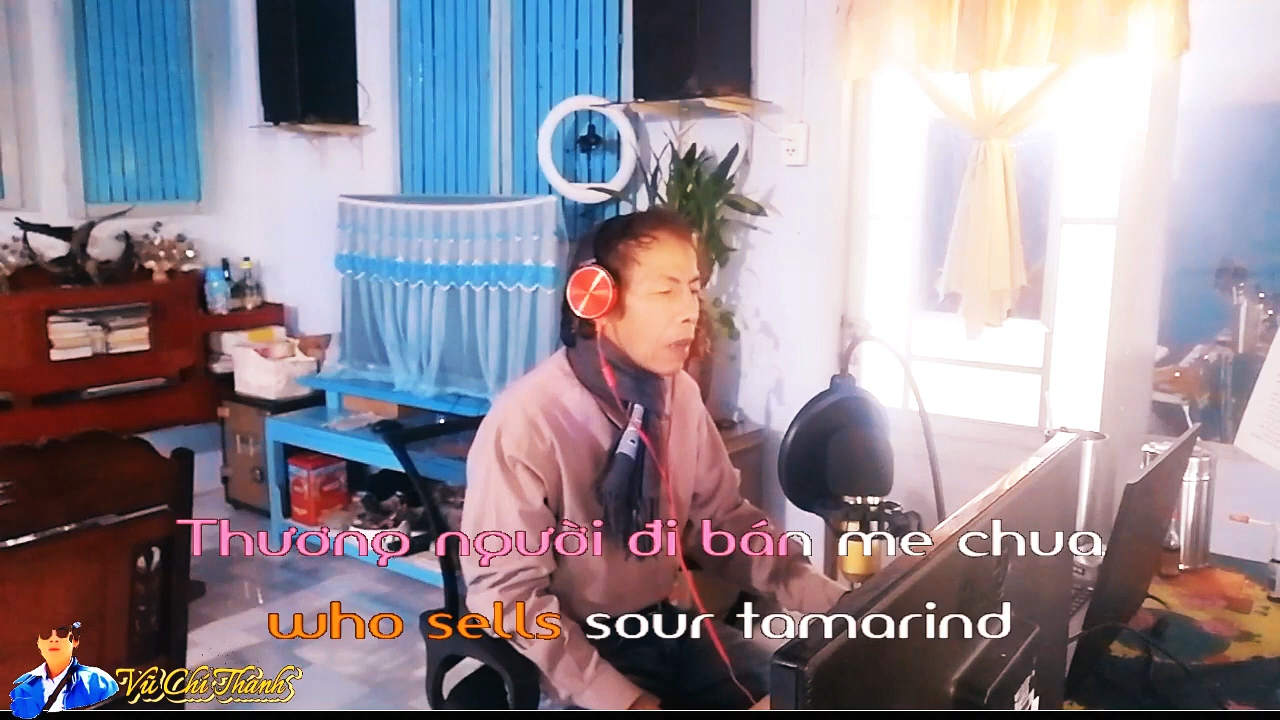 Thương người đi bán me chua
who sells sour tamarind
Vũ Chí Thành